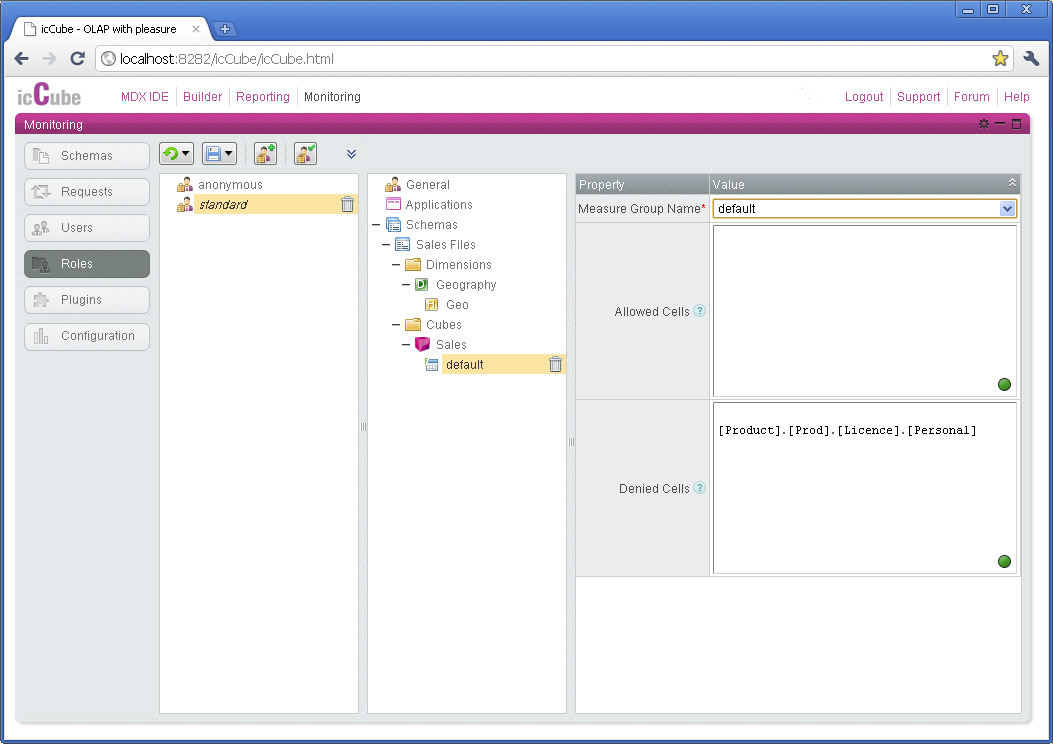 icCube - OLAP with pleasure
localhost:8282/icCube/icCube.html
icCube
MDX IDE Builder Reporting Monitoring Logout Support Forum Help
Monitoring
Schemas
Requests
Users
Roles
Plugins
Configuration
anonymous
standard
General
Applications
Schemas
Sales Files
Dimensions
Geography
Geo
Cubes
Sales
default
Property Value
Measure Group Name* default
Allowed Cells ?
Denied Cells ?
[Product].[Prod].[Licence].[Personal]